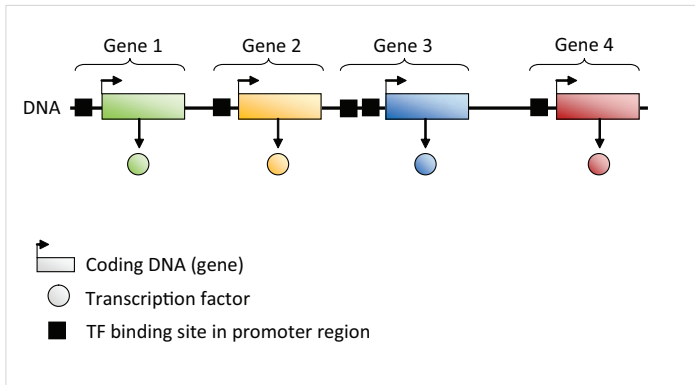 Gene 1
Gene 2
Gene 3
Gene 4
DNA
Coding DNA (gene)
Transcription factor
TF binding site in promoter region